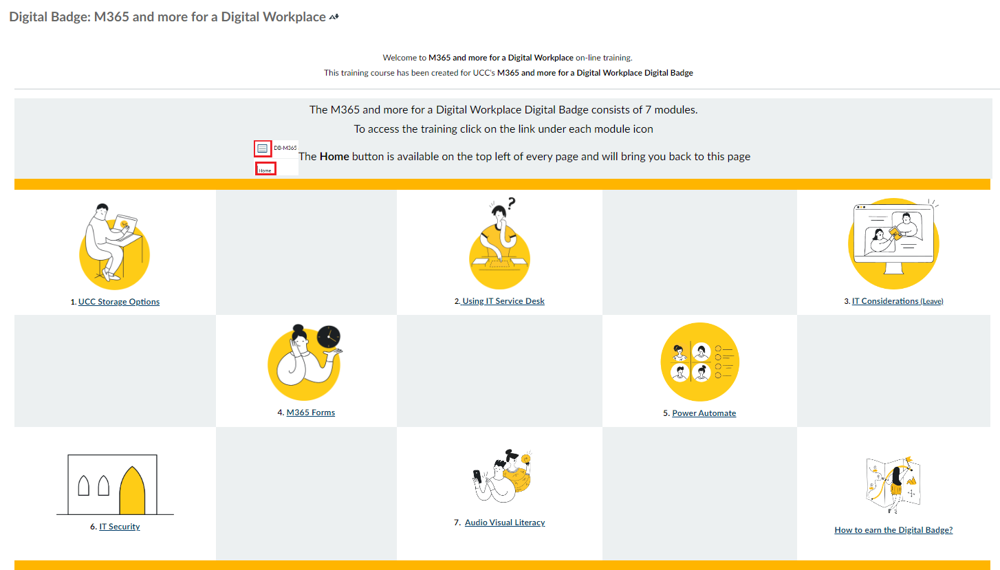 Digital Badge: M365 and more for a Digital Workplace
Welcome to M365 and more for a Digital Workplace on-line training.
This training course has been created for UCC's M365 and more for a Digital Workplace Digital Badge
The M365 and more for a Digital Workplace Digital Badge consists of 7 modules.
To access the training click on the link under each module icon
DB-M365
Home
The Home button is available on the top left of every page and will bring you back to this page
?
1. UCC Storage Options
2. Using IT Service Desk
3. IT Considerations (Leave)
4. M365 Forms
5. Power Automate
6. IT Security
7. Audio Visual Literacy
How to earn the Digital Badge?